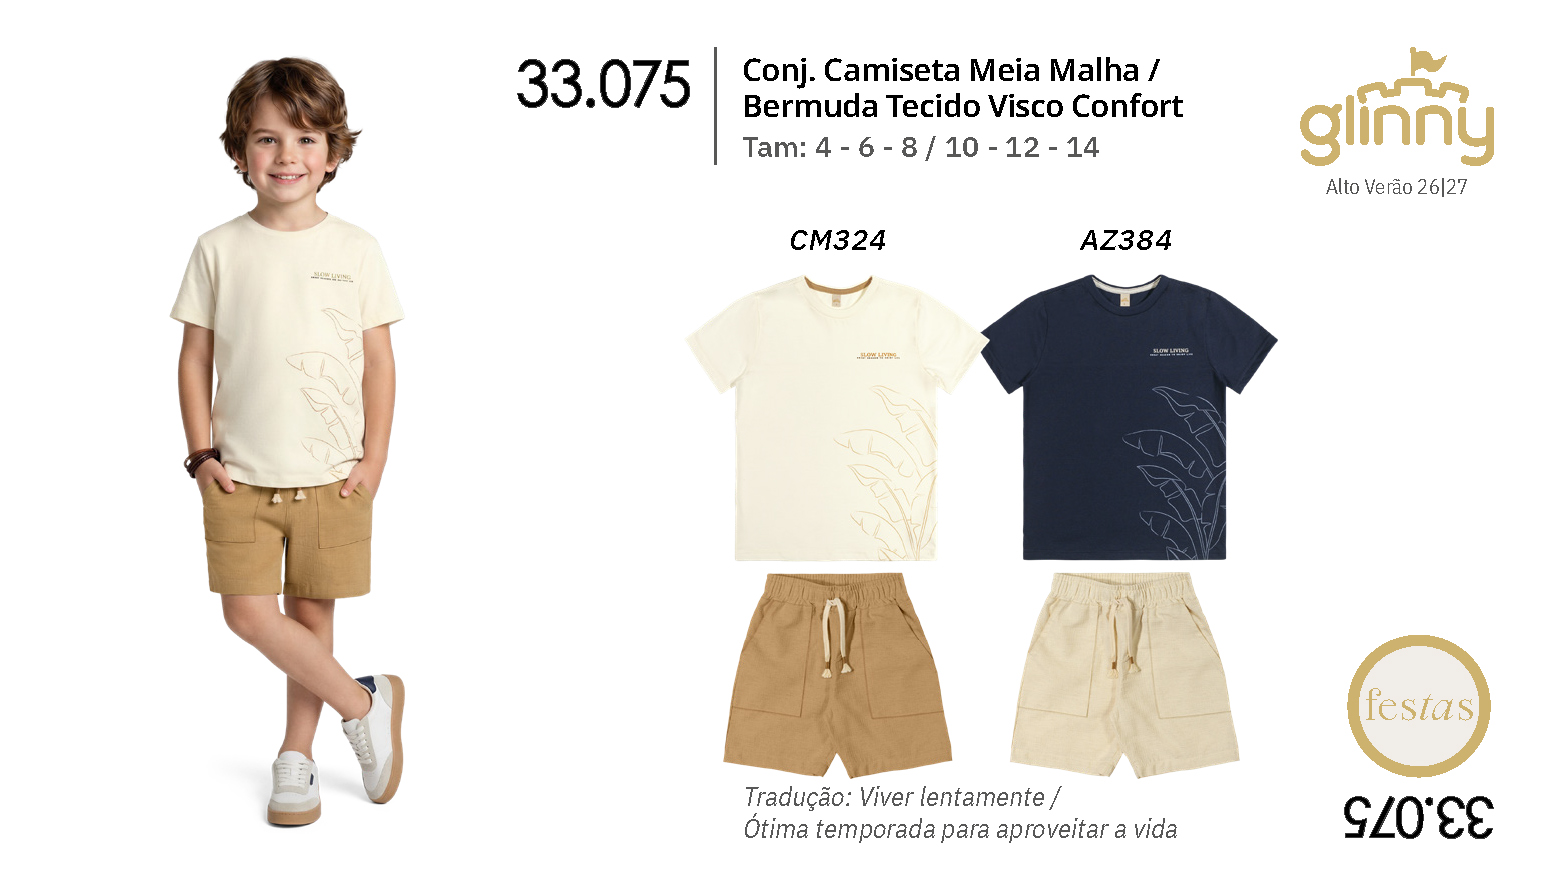 33.075
Conj. Camiseta Meia Malha /
Bermuda Tecido Visco Confort
Tam: 4 - 6 - 8 / 10 - 12 - 14
glinny
Alto Verão 26|27
CM324
AZ384
SLOW LIVING
SLOW LIVING
SLOW LIVING
festas
33.075
Tradução: Viver lentamente /
Ótima temporada para aproveitar a vida